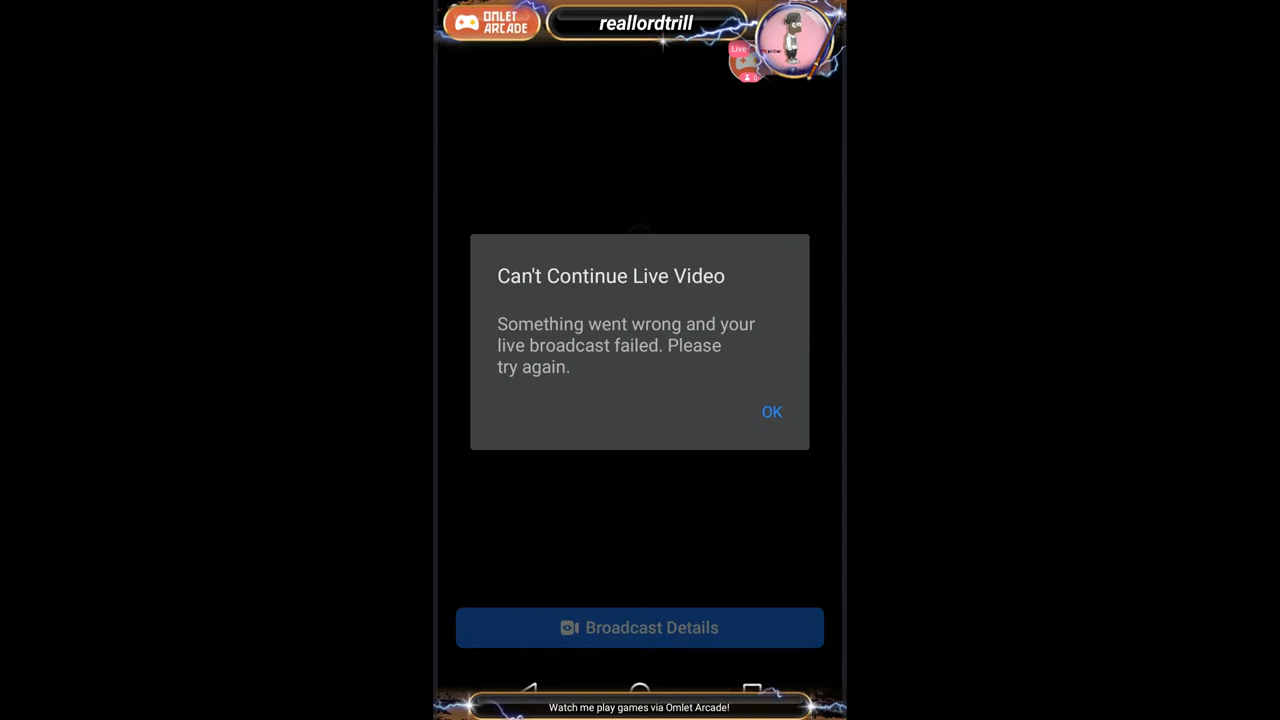 OMLET
ARCADE
reallordtrill
Live
Can't Continue Live Video
Something went wrong and your
live broadcast failed. Please
try again.
OK
Broadcast Details
Watch me play games via Omlet Arcade!